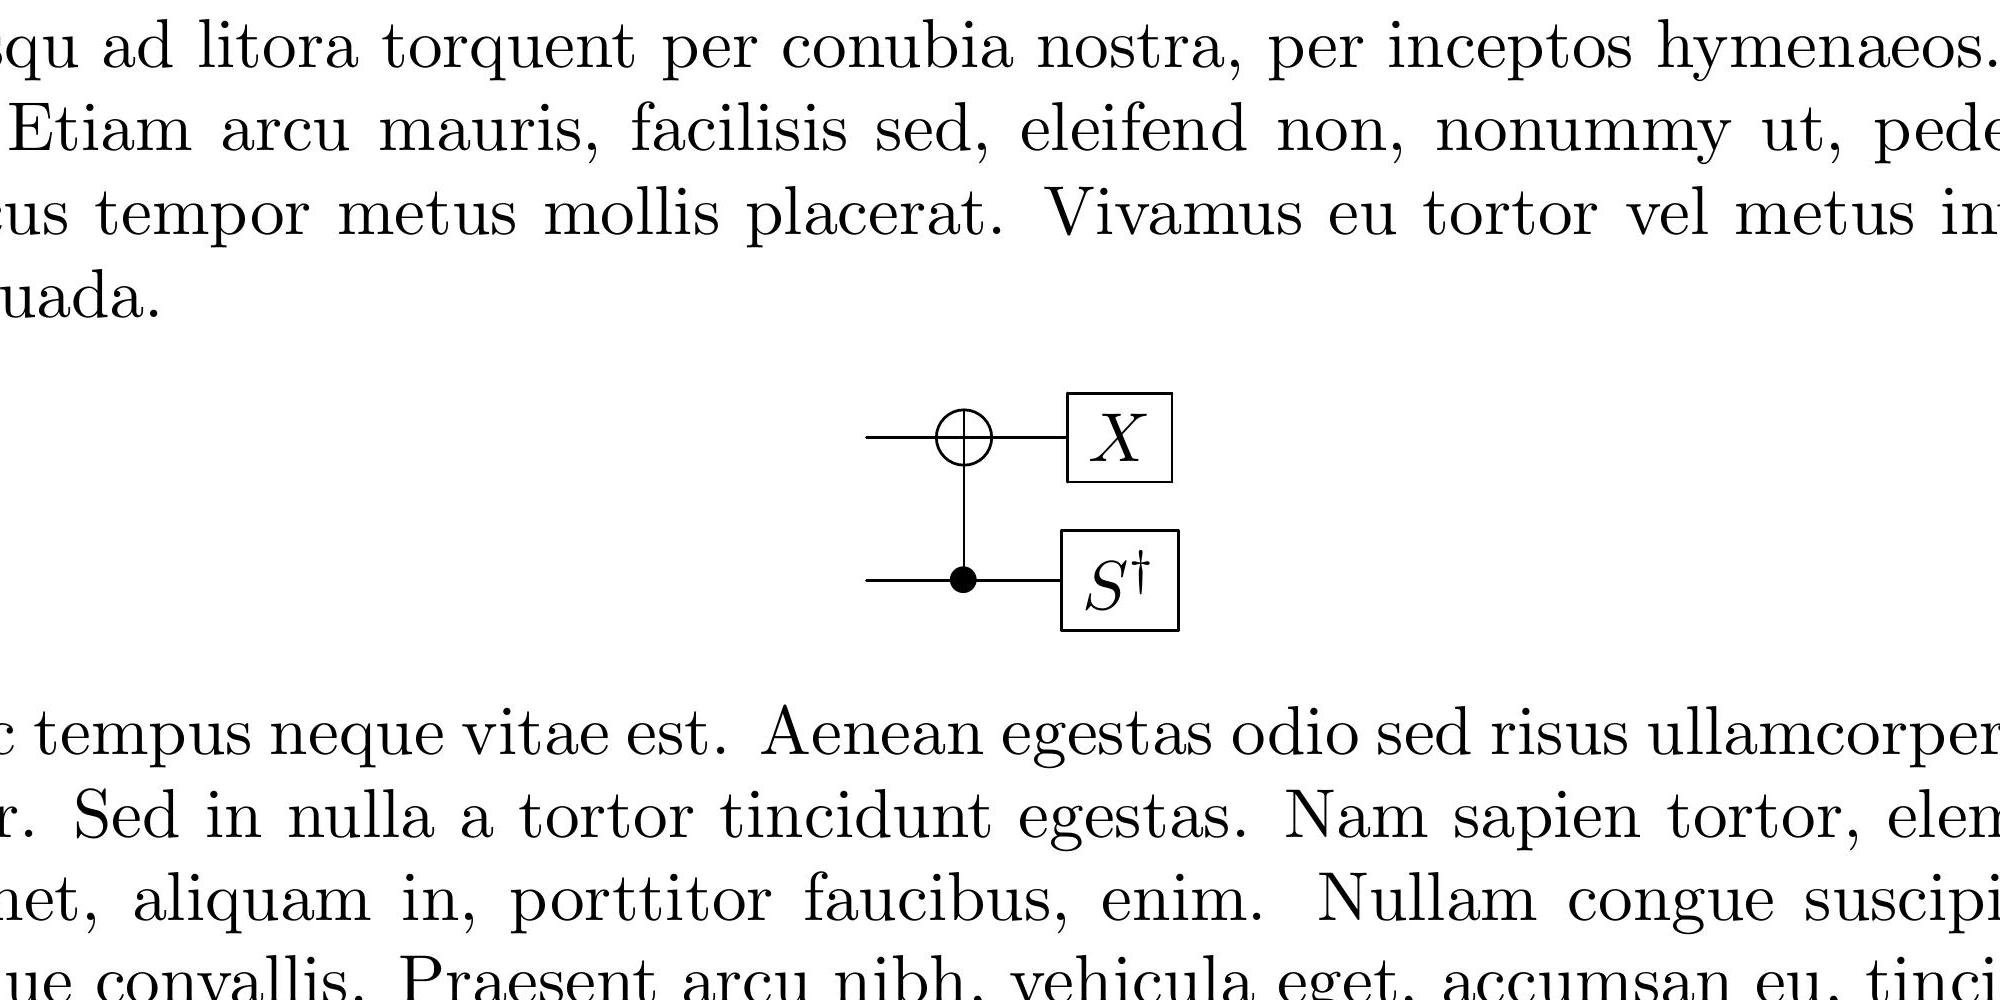 squ ad litora torquent per conubia nostra, per inceptos hymenaeos.
Etiam arcu mauris, facilisis sed, eleifend non, nonummy ut, pede
cus tempor metus mollis placerat. Vivamus eu tortor vel metus in
uada.
X
S†
c tempus neque vitae est. Aenean egestas odio sed risus ullamcorper
r. Sed in nulla a tortor tincidunt egestas. Nam sapien tortor, elem
net, aliquam in, porttitor faucibus, enim. Nullam congue suscipi
ue convallis. Praesent arcu nibh, vehicula eget, accumsan eu, tinci